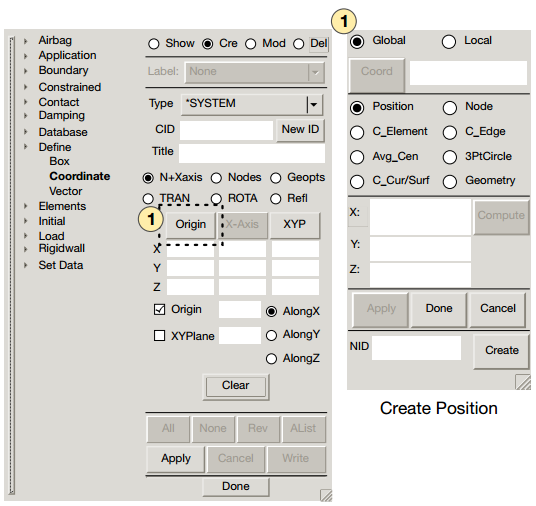 Airbag
Application
Boundary
Constrained
Contact
Damping
Database
Define
Box
Coordinate
Vector
Elements
Initial
Load
Rigidwall
Set Data
Show Cre Mod Del
Label: None
Type *SYSTEM
CID New ID
Title
N+Xaxis Nodes Geopts
TRAN ROTA Refl
1
Origin X-Axis XYP
X
Y
Z
Origin AlongX
XYPlane AlongY
AlongZ
Clear
All None Rev AList
Apply Cancel Write
Done
1
Global Local
Coord
Position Node
C_Element C_Edge
Avg_Cen 3PtCircle
C_Cur/Surf Geometry
X: Compute
Y:
Z:
Apply Done Cancel
NID Create
Create Position